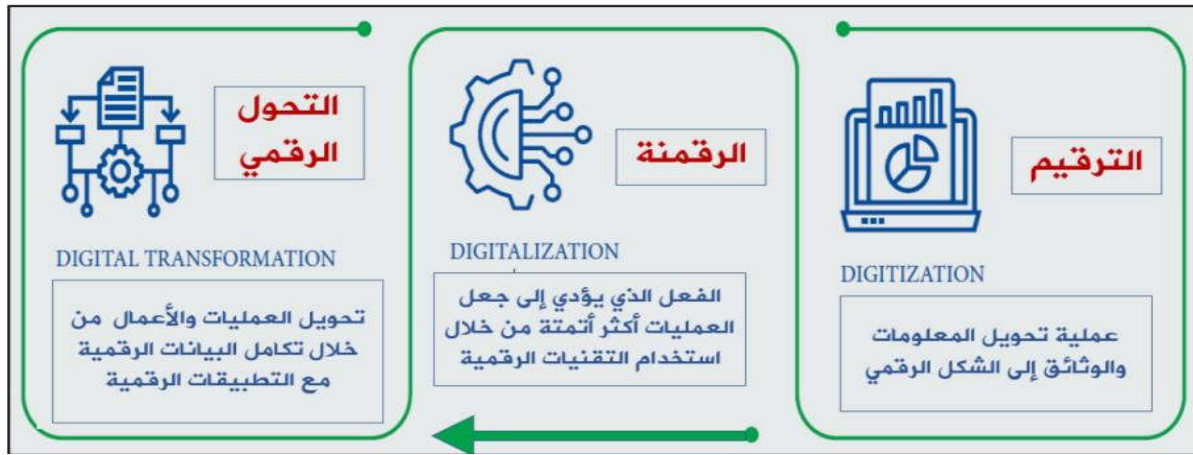 الترقيم
DIGITIZATION
عملية تحويل المعلومات
والوثائق إلى الشكل الرقمي
الرقمنة
DIGITALIZATION
الفعل الذي يؤدي إلى جعل
العمليات أكثر أتمتة من خلال
استخدام التقنيات الرقمية
التحول
الرقمي
DIGITAL TRANSFORMATION
تحويل العمليات والأعمال من
خلال تكامل البيانات الرقمية
مع التطبيقات الرقمية